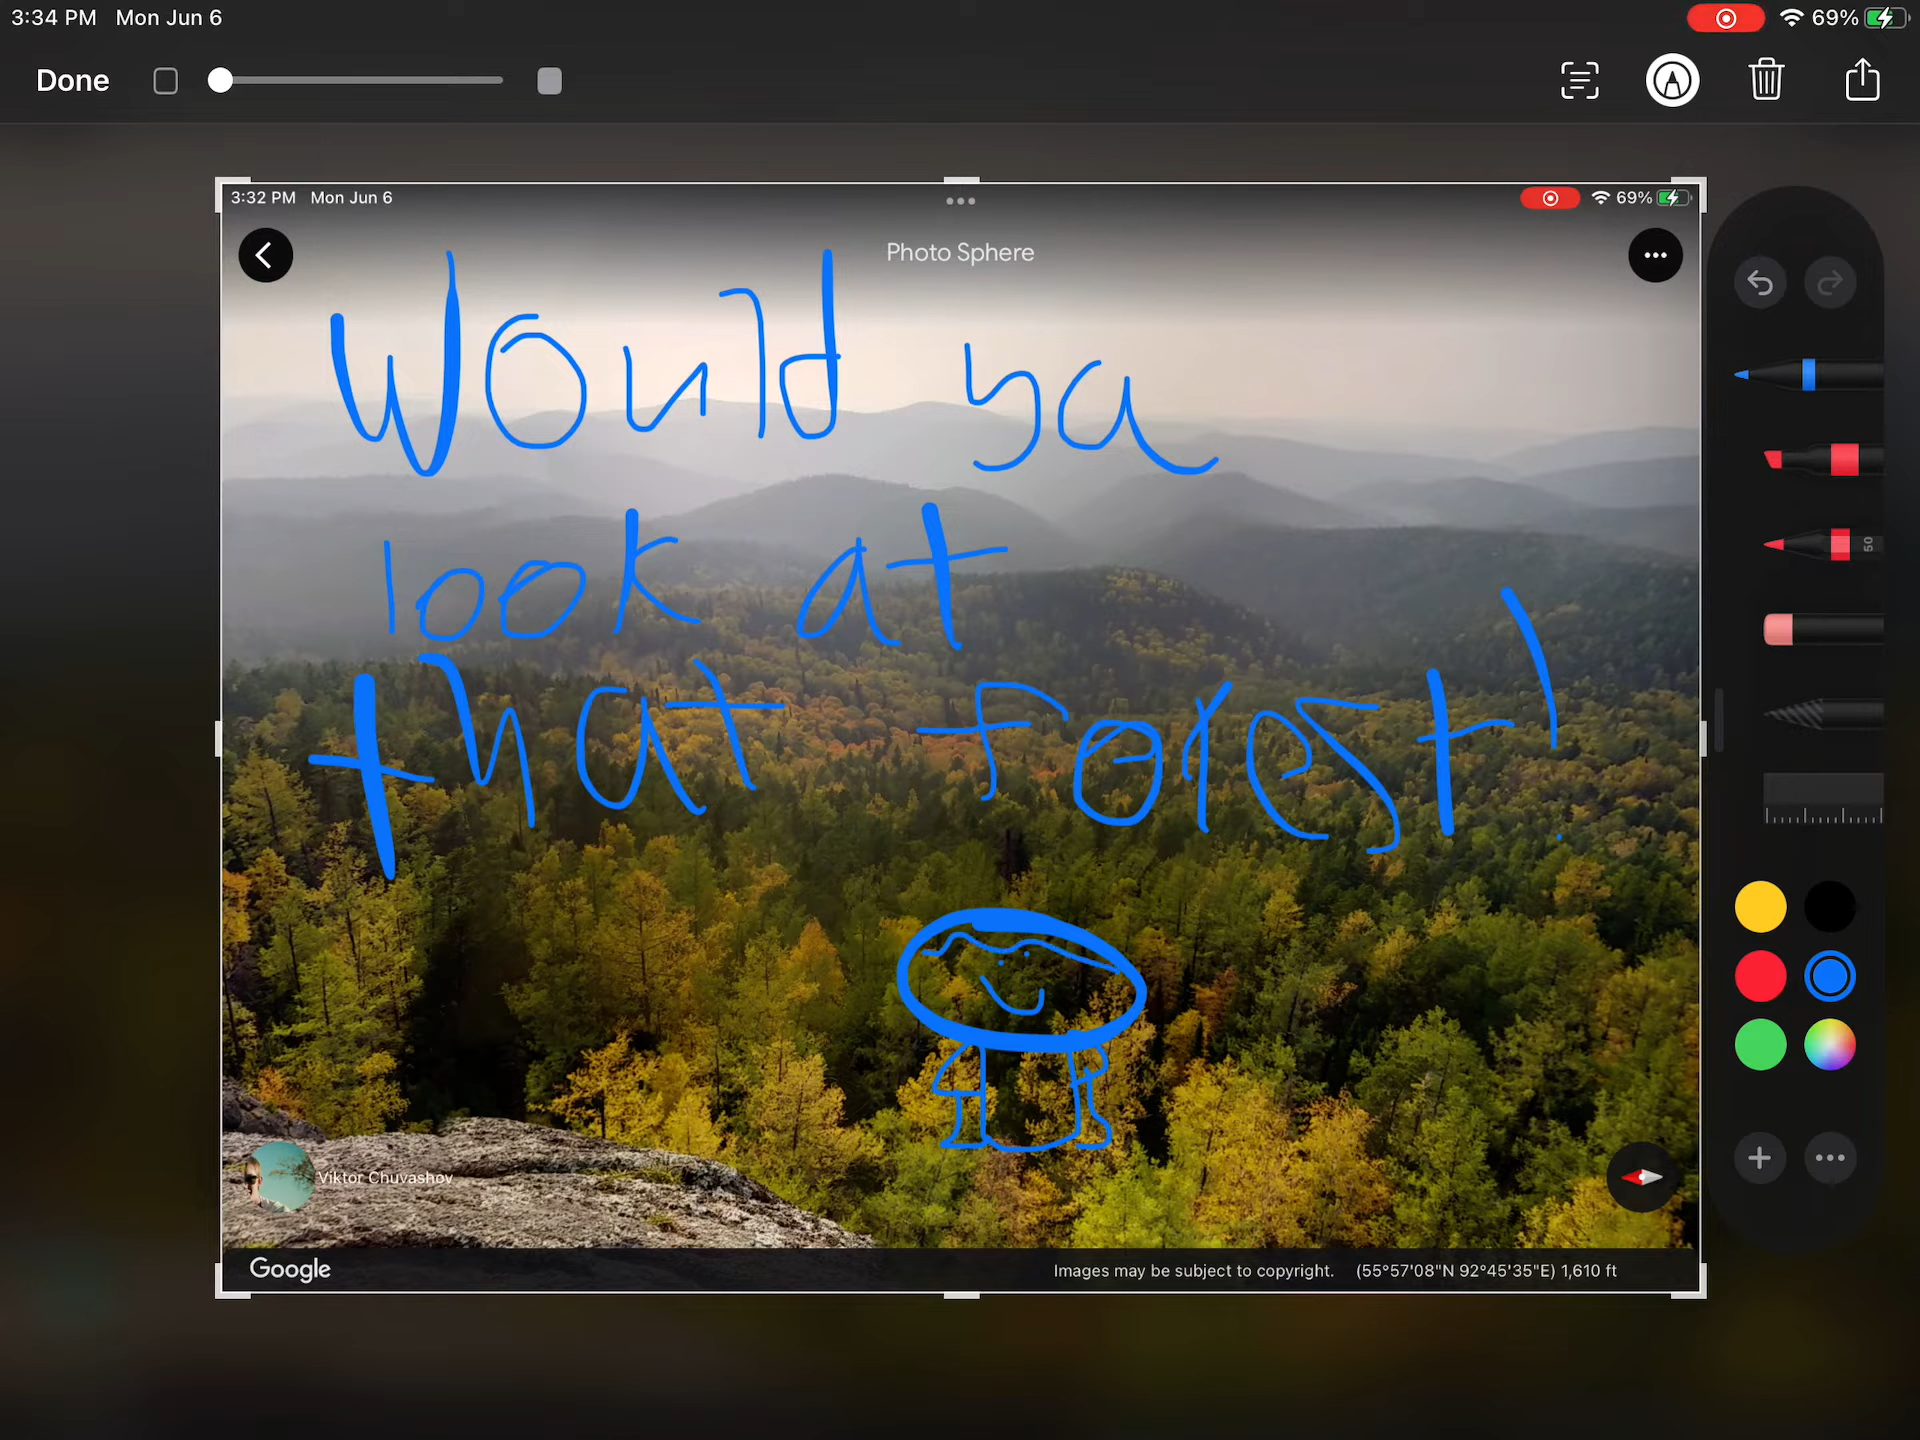 3:34 PM Mon Jun 6
69%
Done
3:32 PM Mon Jun 6
69%
Photo Sphere
Would ya
look at
that forest!
50
Viktor Chuvashov
Google
Images may be subject to copyright. (55°57'08"N 92°45'35"E) 1,610 ft